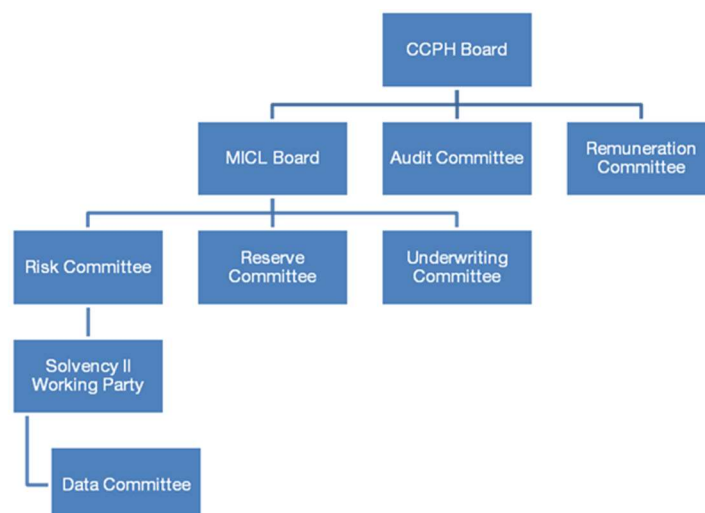 CCPH Board
MICL Board
Audit Committee
Remuneration
Committee
Risk Committee
Reserve
Committee
Underwriting
Committee
Solvency II
Working Party
Data Committee